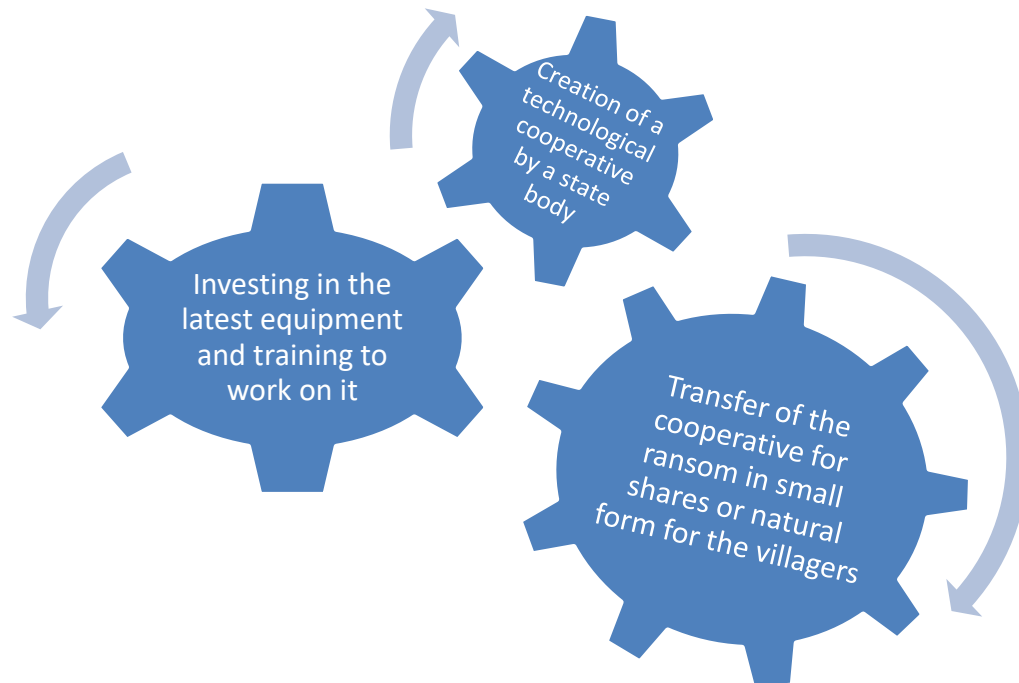 Creation of a
technological
cooperative
by a state
body
Investing in the
latest equipment
and training to
work on it
Transfer of the
cooperative for
ransom in small
shares or natural
form for the villagers